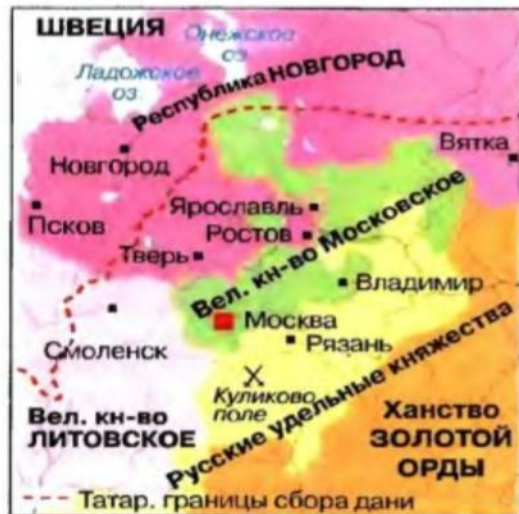 ШВЕЦИЯ
Онежское
оз
Ладожское
оз
Республика НОВГОРОД
Новгород
Вятка
Псков
Ярославль
Ростов
Тверь
Вел. кн-во Московское
Владимир
Москва
Смоленск
Рязань
Куликово
поле
Русские удельные княжества
Вел. кн-во
ЛИТОВСКОЕ
Ханство
ЗОЛОТОЙ
ОРДЫ
Татар. границы сбора дани